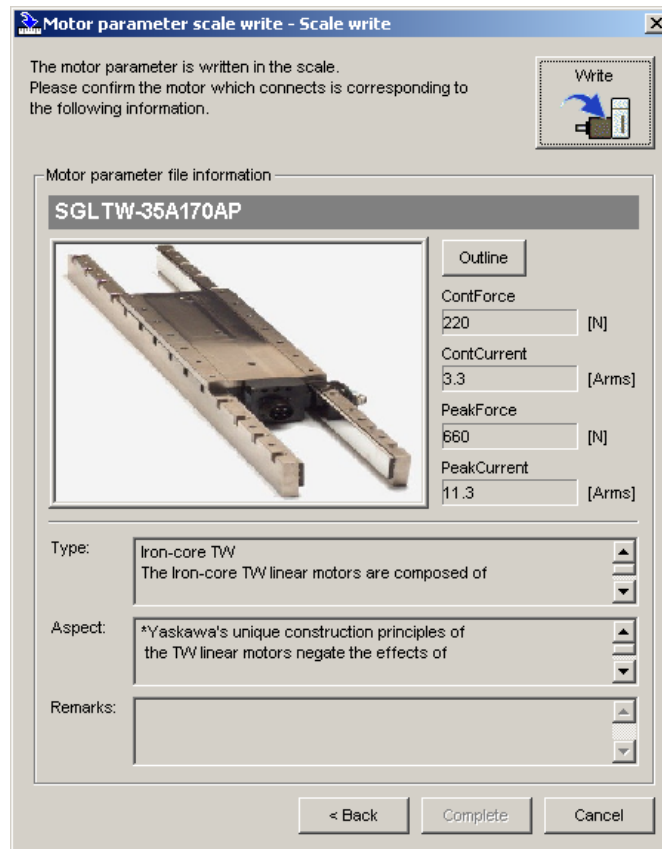 Motor parameter scale write - Scale write
The motor parameter is written in the scale.
Please confirm the motor which connects is corresponding to
the following information.
Write
Motor parameter file information
SGLTW-35A170AP
Outline
ContForce
220 [N]
ContCurrent
3.3 [Arms]
PeakForce
660 [N]
PeakCurrent
11.3 [Arms]
Type:
Iron-core TW
The Iron-core TW linear motors are composed of
Aspect:
*Yaskawa's unique construction principles of
the TW linear motors negate the effects of
Remarks:
< Back Complete Cancel